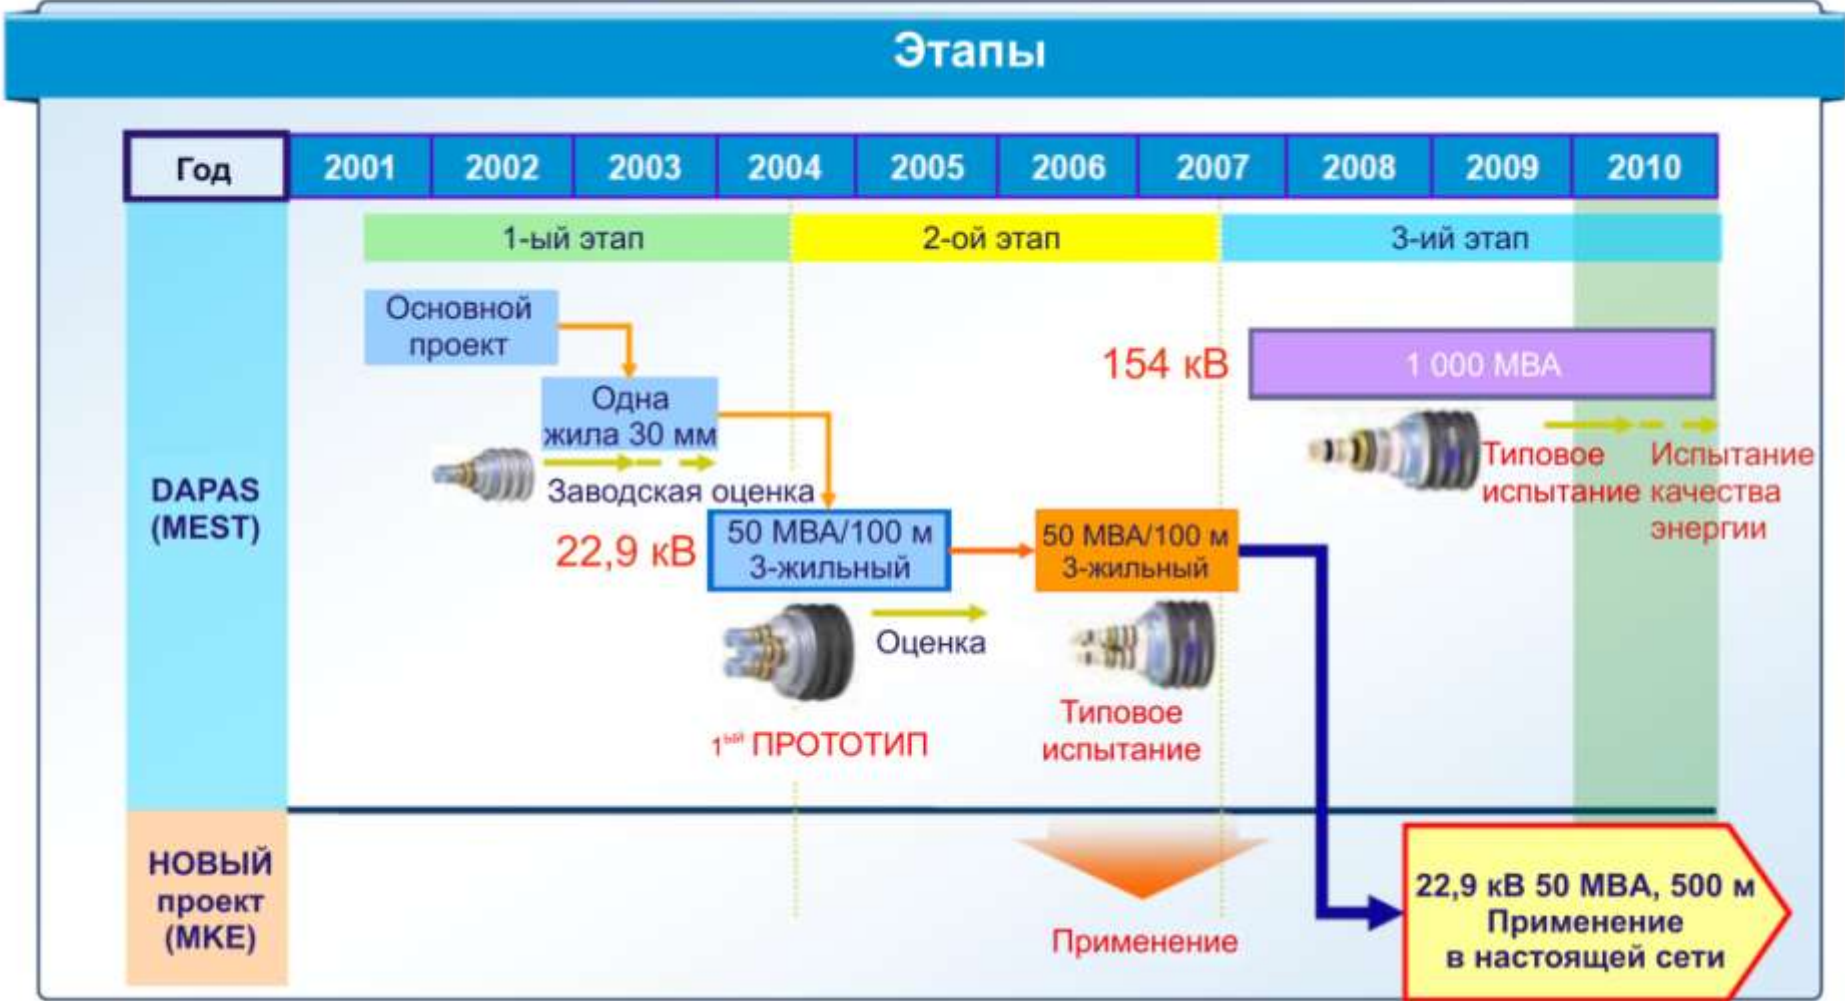 Этапы
Год 2001 2002 2003 2004 2005 2006 2007 2008 2009 2010
1-ый этап 2-ой этап 3-ий этап
Основной
проект
Одна
жила 30 мм
Заводская оценка
154 кВ
1 000 МВА
Типовое
испытание
Испытание
качества
энергии
DAPAS
(MEST)
22,9 кВ
50 МВА/100 м
3-жильный
50 МВА/100 м
3-жильный
Оценка
1ый ПРОТОТИП
Типовое
испытание
НОВЫЙ
проект
(MKE)
Применение
22,9 кВ 50 МВА, 500 м
Применение
в настоящей сети